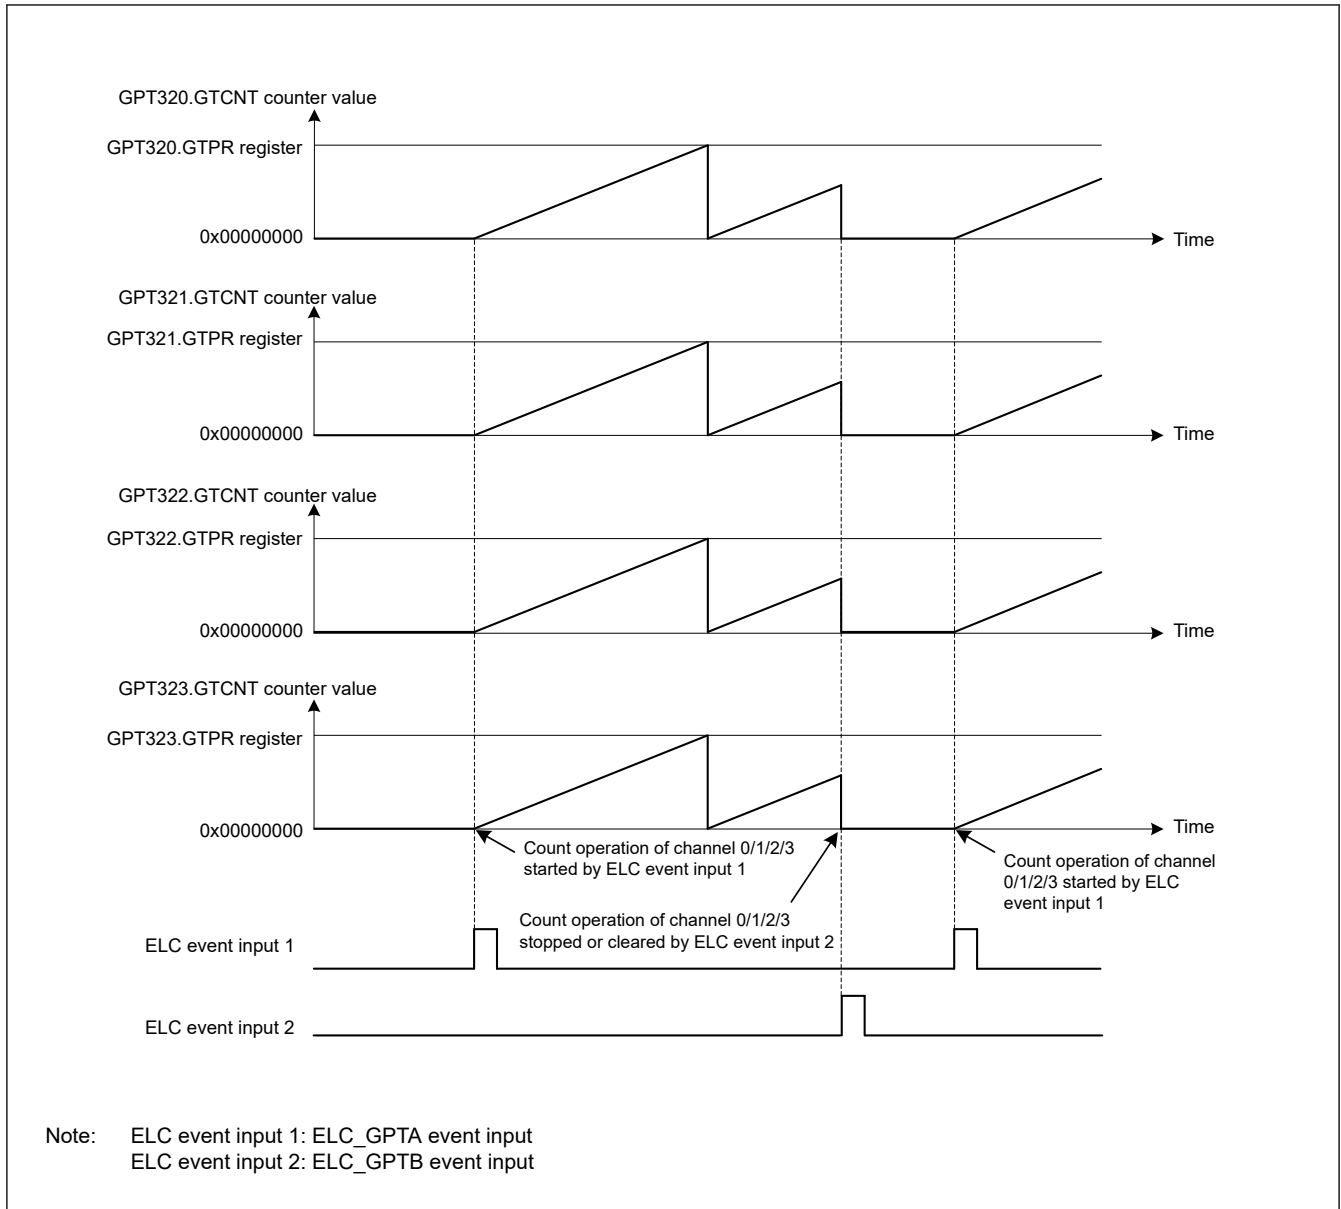 GPT320.GTCNT counter value
GPT320.GTPR register
0x00000000
Time
GPT321.GTCNT counter value
GPT321.GTPR register
0x00000000
Time
GPT322.GTCNT counter value
GPT322.GTPR register
0x00000000
Time
GPT323.GTCNT counter value
GPT323.GTPR register
0x00000000
Time
Count operation of channel 0/1/2/3
started by ELC event input 1
Count operation of channel
0/1/2/3 started by ELC
event input 1
Count operation of channel 0/1/2/3
stopped or cleared by ELC event input 2
ELC event input 1
ELC event input 2
Note: ELC event input 1: ELC_GPTA event input
ELC event input 2: ELC_GPTB event input